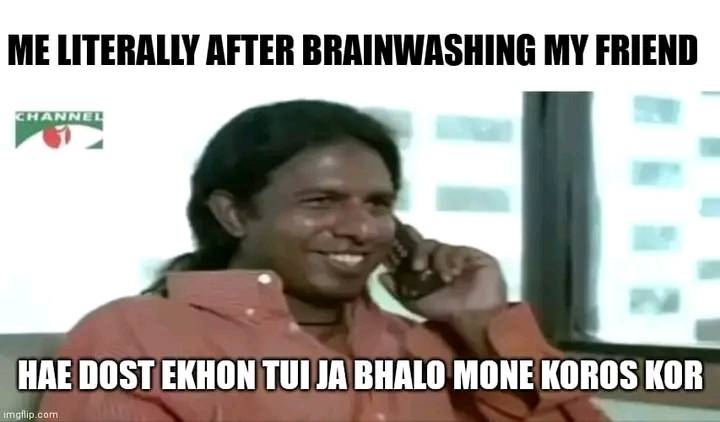 ME LITERALLY AFTER BRAINWASHING MY FRIEND
CHANNEL
i
HAE DOST EKHON TUI JA BHALO MONE KOROS KOR
imgflip.com